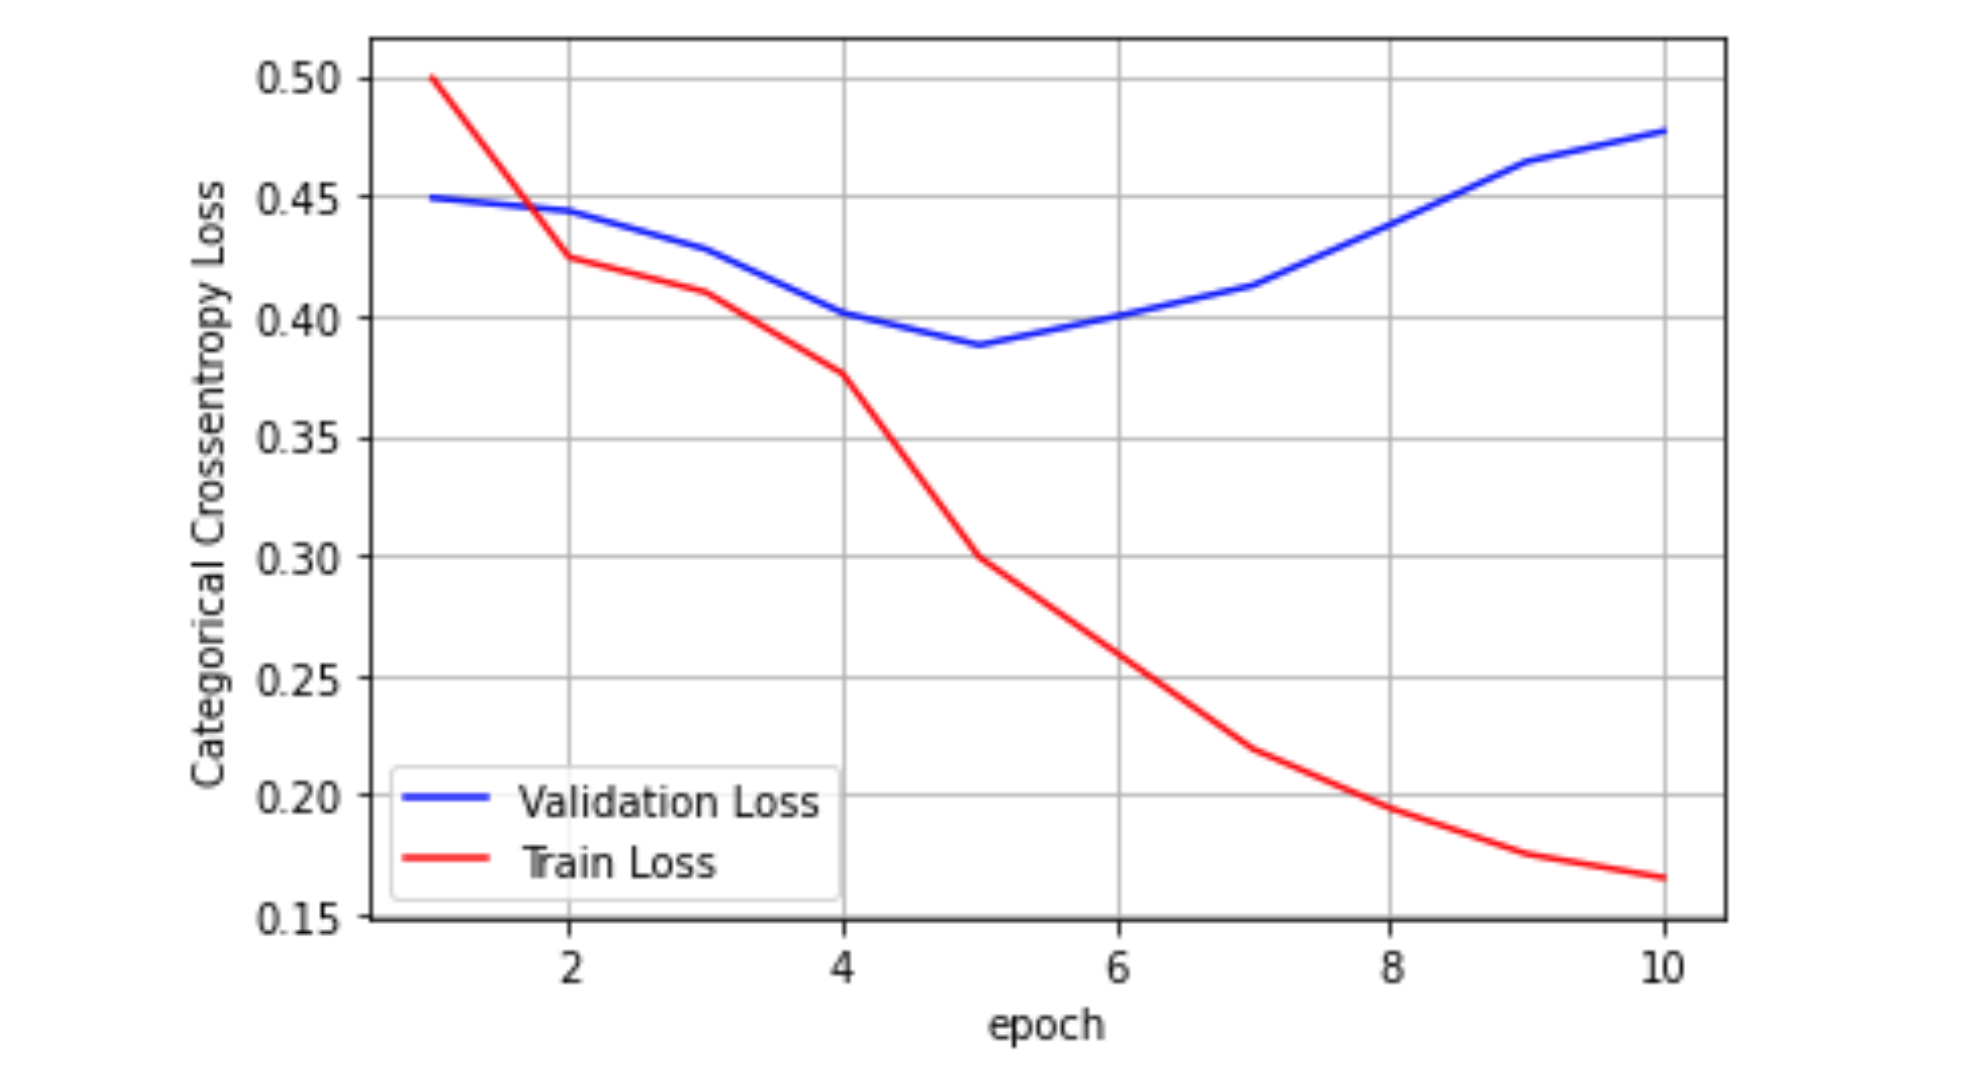 0.50
0.45
0.40
0.35
0.30
0.25
0.20
0.15
Categorical Crossentropy Loss
Validation Loss
Train Loss
2 4 6 8 10
epoch